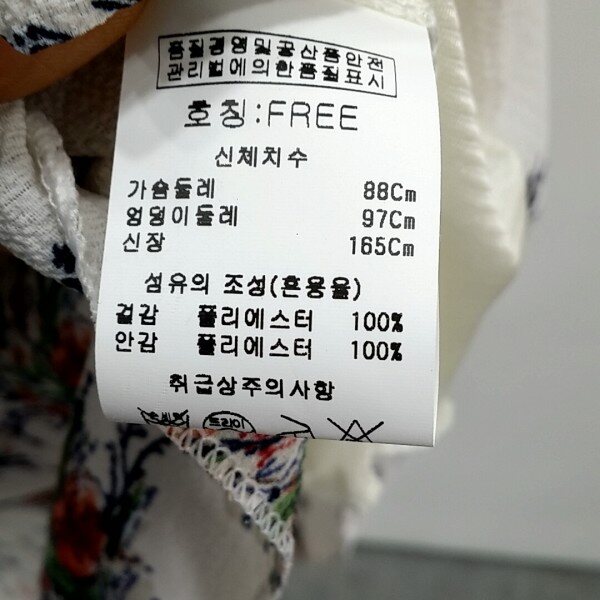 품질경영및공산품안전
관리법에의한품질표시
호칭:FREE
신체치수
가슴둘레 88Cm
엉덩이둘레 97Cm
신장 165Cm
섬유의 조성(혼용율)
겉감 폴리에스터 100%
안감 폴리에스터 100%
취급상주의사항
드라이